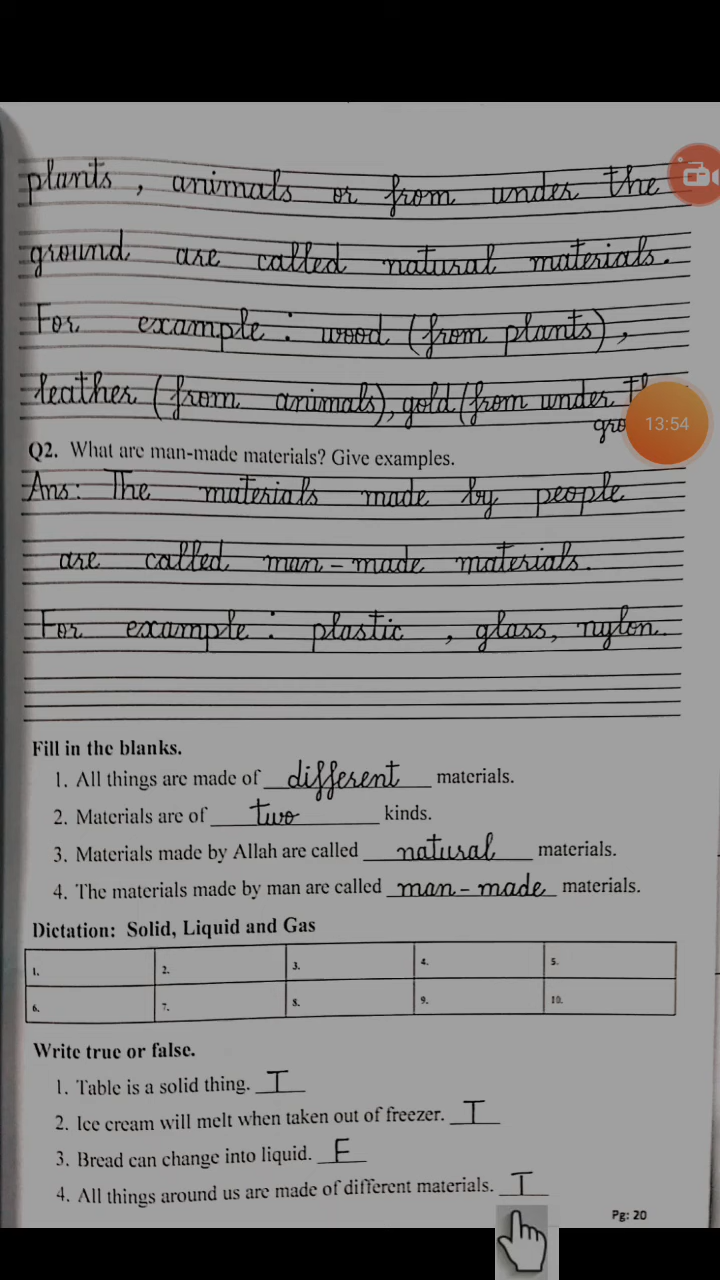 plants , animals or from under the
ground are called natural materials.
For example : wood (from plants) ,
leather (from animals), gold (from under
13:54
Q2. What are man-made materials? Give examples.
Ans: The materials made by people
are called man - made materials.
For example : plastic , glass, nylon.
Fill in the blanks.
1. All things are made of different materials.
2. Materials are of two kinds.
3. Materials made by Allah are called natural materials.
4. The materials made by man are called man - made materials.
Dictation: Solid, Liquid and Gas
1. 2. 3. 4. 5.
6. 7. 8. 9. 10.
Write true or false.
1. Table is a solid thing. T
2. Ice cream will melt when taken out of freezer. T
3. Bread can change into liquid. F
4. All things around us are made of different materials. T
Pg: 20